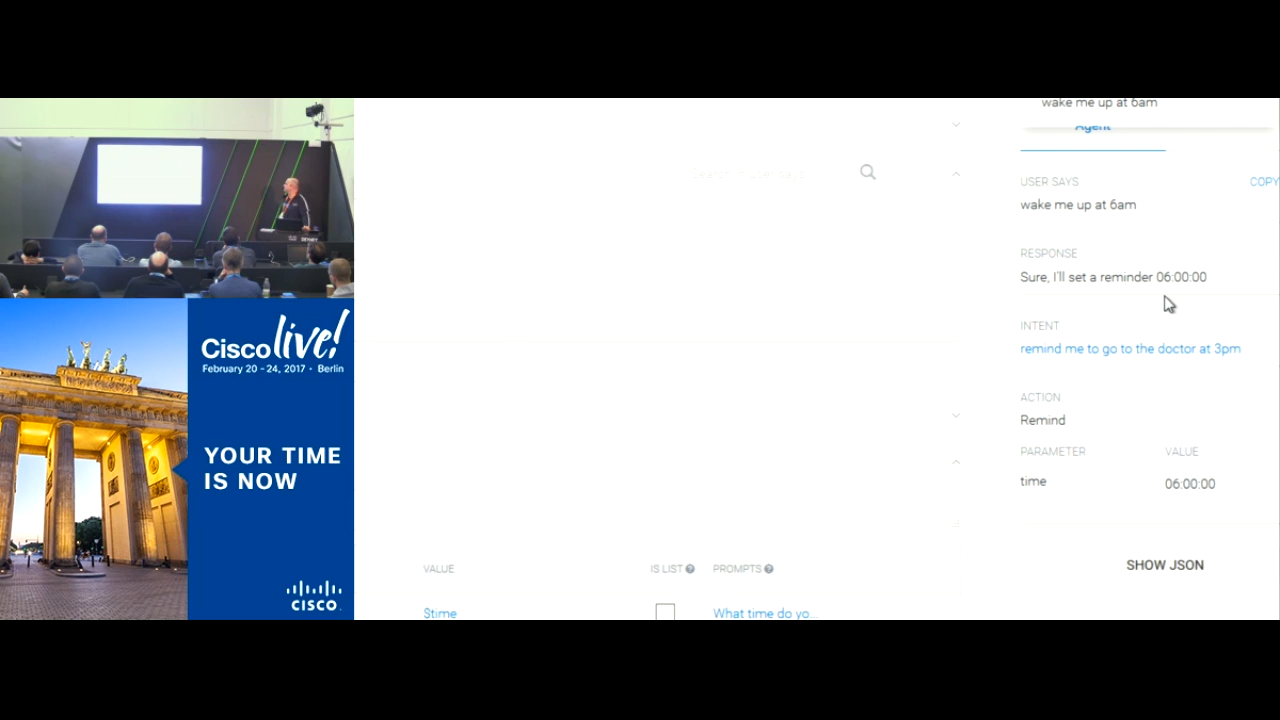 wake me up at 6am
Agent
USER SAYS
COPY
wake me up at 6am
RESPONSE
Sure, I'll set a reminder 06:00:00
INTENT
remind me to go to the doctor at 3pm
ACTION
Remind
PARAMETER VALUE
time 06:00:00
SHOW JSON
VALUE IS LIST PROMPTS
$time What time do yo...
Cisco live!
February 20 - 24, 2017 • Berlin
YOUR TIME
IS NOW
CISCO